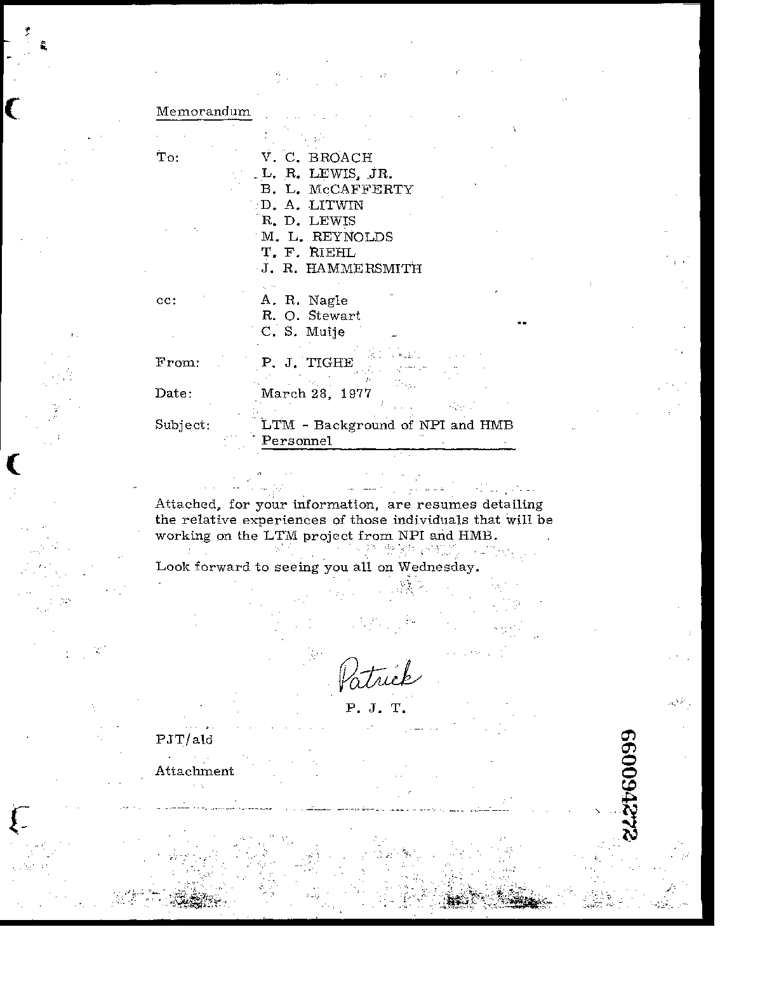 Memorandum
To: V. C. BROACH
L. R. LEWIS, JR.
B. L. McCAFFERTY
D. A. LITWIN
R. D. LEWIS
M. L. REYNOLDS
T. F. RIEHL
J. R. HAMMERSMITH
cc: A. R. Nagle
R. O. Stewart
C. S. Muije
From: P. J. TIGHE
Date: March 28, 1977
Subject: LTM - Background of NPI and HMB
Personnel
Attached, for your information, are resumes detailing
the relative experiences of those individuals that will be
working on the LTM project from NPI and HMB.
Look forward to seeing you all on Wednesday.
Patrick
P. J. T.
PJT/ald
Attachment
660094272